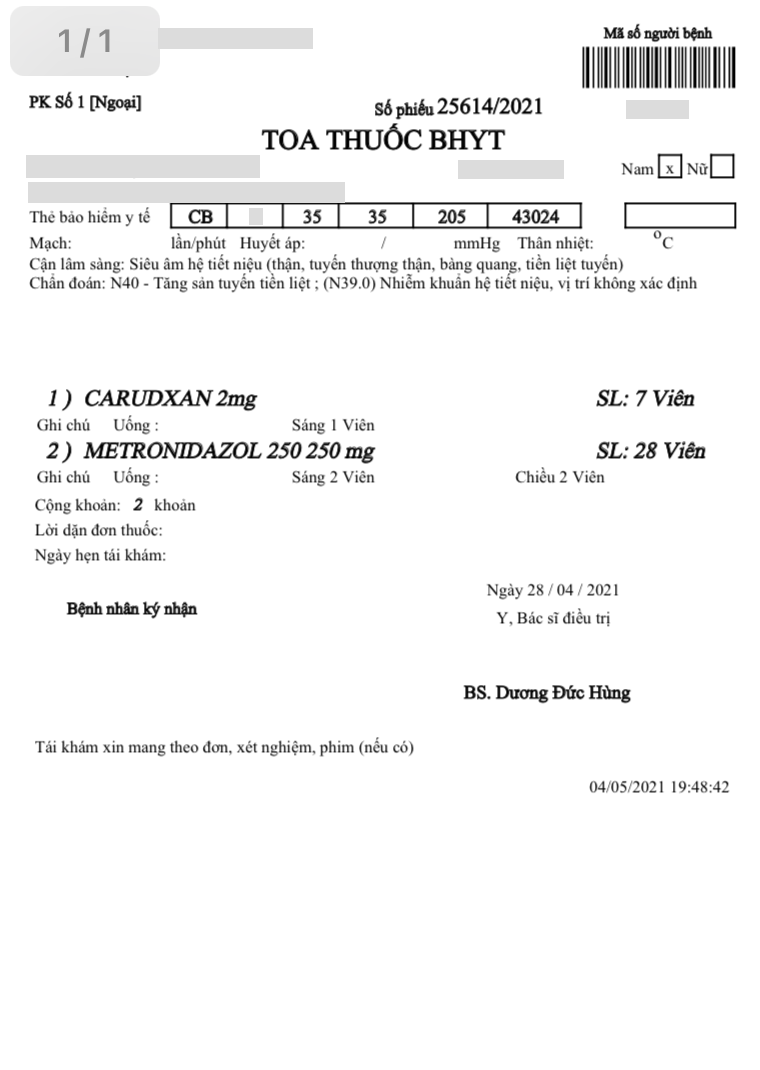 1/1
Mã số người bệnh
PK Số 1 [Ngoại]
Số phiếu 25614/2021
TOA THUỐC BHYT
Nam x Nữ
Thẻ bảo hiểm y tế CB 35 35 205 43024
Mạch: lần/phút Huyết áp: / mmHg Thân nhiệt: °C
Cận lâm sàng: Siêu âm hệ tiết niệu (thận, tuyến thượng thận, bàng quang, tiền liệt tuyến)
Chẩn đoán: N40 - Tăng sản tuyến tiền liệt ; (N39.0) Nhiễm khuẩn hệ tiết niệu, vị trí không xác định
1 ) CARUDXAN 2mg SL: 7 Viên
Ghi chú Uống : Sáng 1 Viên
2 ) METRONIDAZOL 250 250 mg SL: 28 Viên
Ghi chú Uống : Sáng 2 Viên Chiều 2 Viên
Cộng khoản: 2 khoản
Lời dặn đơn thuốc:
Ngày hẹn tái khám:
Ngày 28 / 04 / 2021
Bệnh nhân ký nhận
Y, Bác sĩ điều trị
BS. Dương Đức Hùng
Tái khám xin mang theo đơn, xét nghiệm, phim (nếu có)
04/05/2021 19:48:42